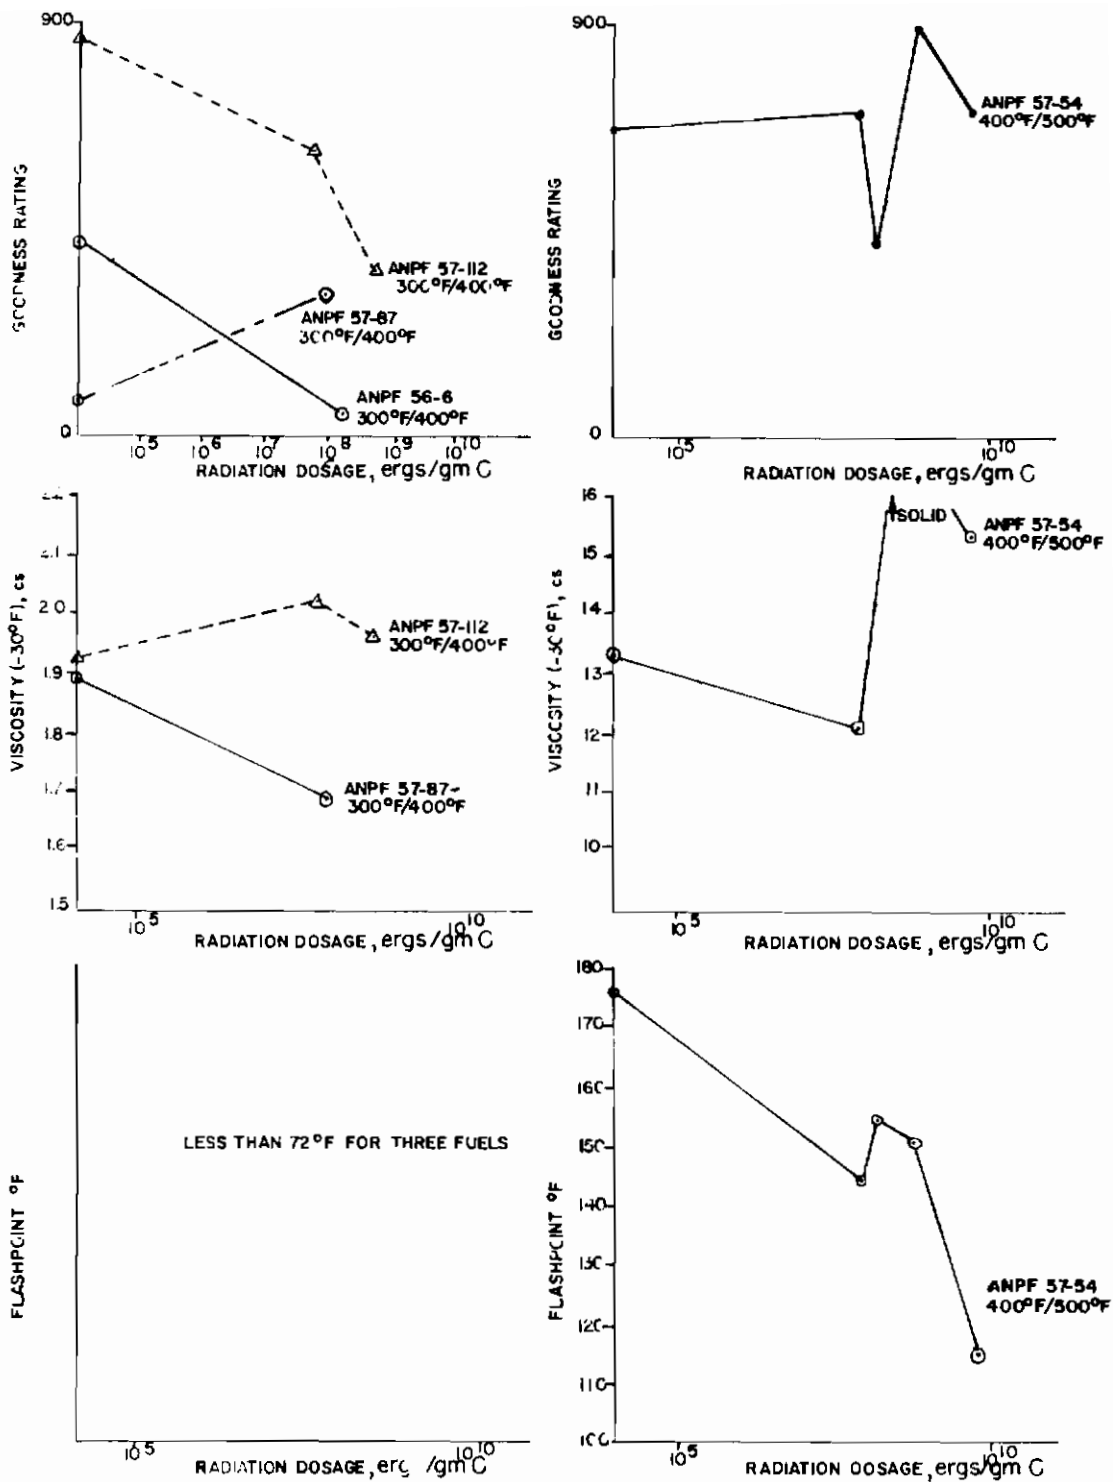 900
GOODNESS RATING
0
ANPF 57-112
300°F/400°F
ANPF 57-87
300°F/400°F
ANPF 56-6
300°F/400°F
10^5 10^6 10^7 10^8 10^9 10^10
RADIATION DOSAGE, ergs/gm C
900
GOODNESS RATING
0
ANPF 57-54
400°F/500°F
10^5 10^10
RADIATION DOSAGE, ergs/gm C
2.0
1.9
1.8
1.7
1.6
1.5
VISCOSITY (-30°F), cs
ANPF 57-112
300°F/400°F
ANPF 57-87
300°F/400°F
10^5 10^10
RADIATION DOSAGE, ergs/gm C
16
15
14
13
12
11
10
VISCOSITY (-30°F), cs
SOLID
ANPF 57-54
400°F/500°F
10^5 10^10
RADIATION DOSAGE, ergs/gm C
FLASHPOINT °F
LESS THAN 72°F FOR THREE FUELS
10^5 10^10
RADIATION DOSAGE, erg /gm C
180
170
160
150
140
130
120
110
100
FLASHPOINT °F
ANPF 57-54
400°F/500°F
10^5 10^10
RADIATION DOSAGE, ergs/gm C